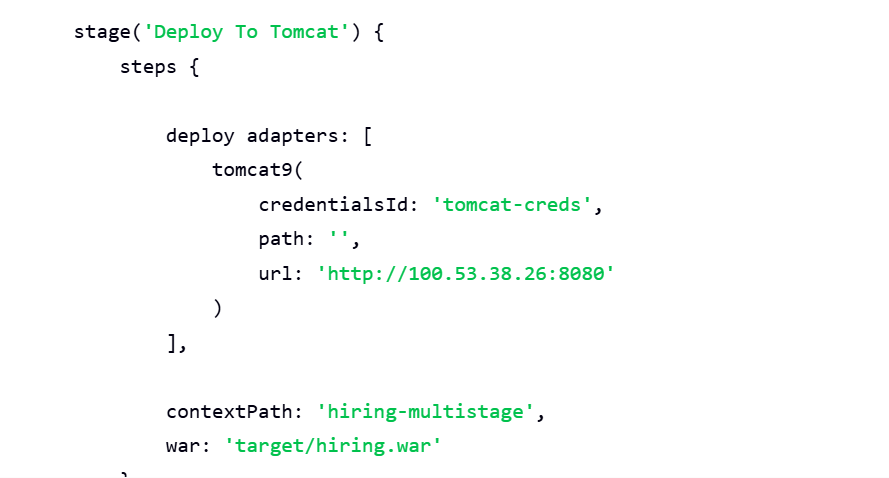 stage('Deploy To Tomcat') {
steps {
deploy adapters: [
tomcat9(
credentialsId: 'tomcat-creds',
path: '',
url: 'http://100.53.38.26:8080'
)
],
contextPath: 'hiring-multistage',
war: 'target/hiring.war'